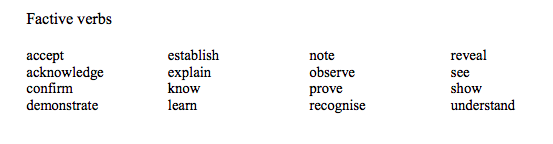 Factive verbs
accept establish note reveal
acknowledge explain observe see
confirm know prove show
demonstrate learn recognise understand